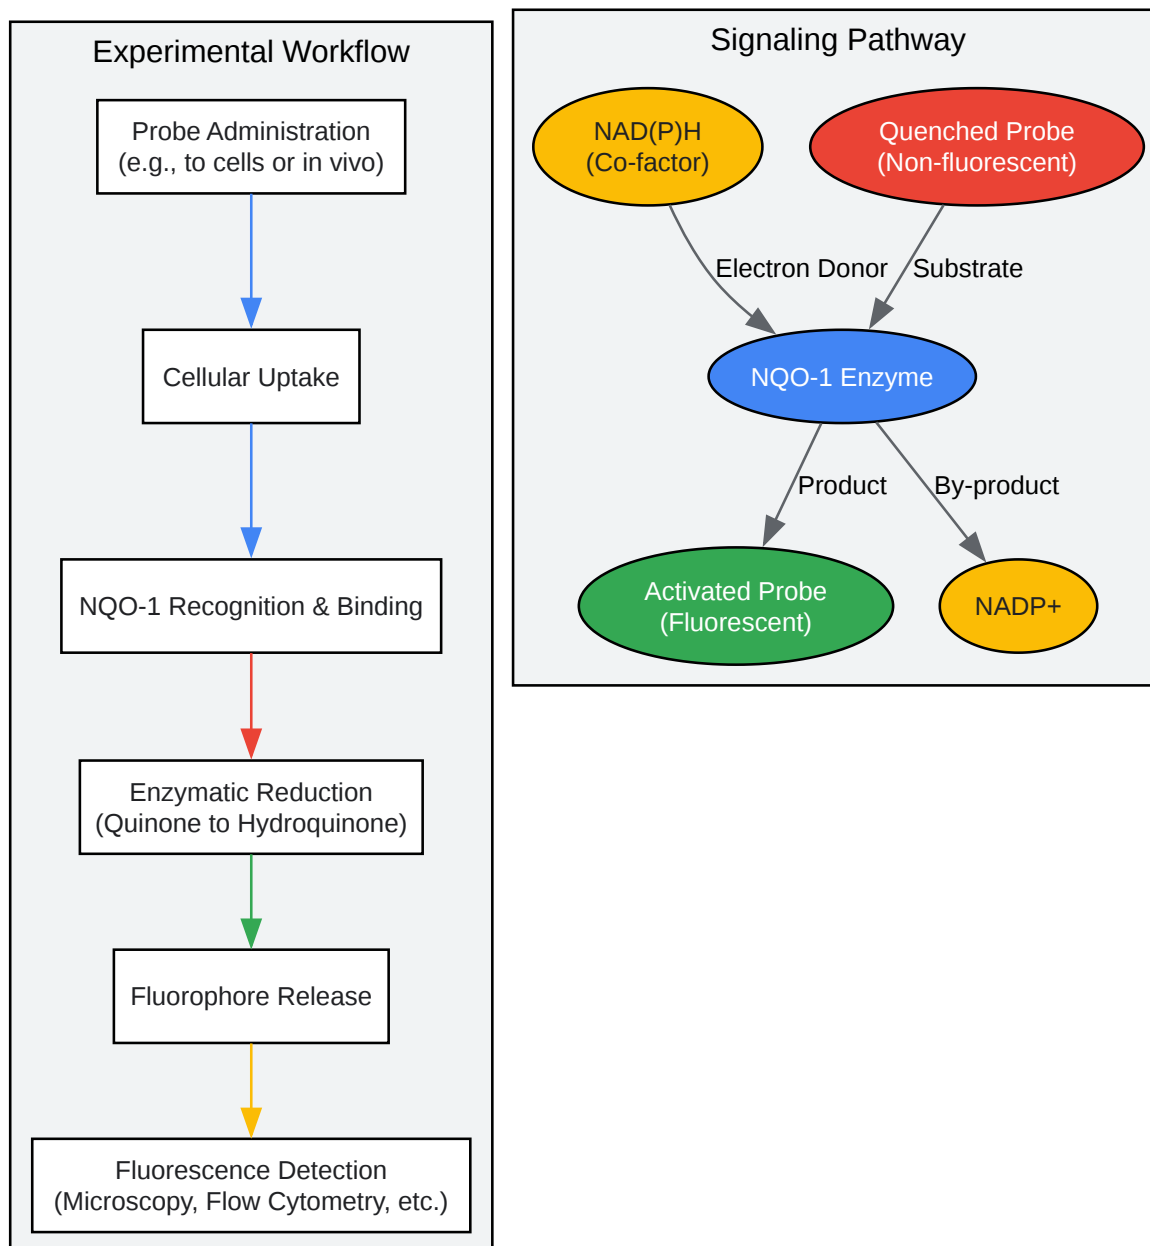 Experimental Workflow
Probe Administration
(e.g., to cells or in vivo)
Cellular Uptake
NQO-1 Recognition & Binding
Enzymatic Reduction
(Quinone to Hydroquinone)
Fluorophore Release
Fluorescence Detection
(Microscopy, Flow Cytometry, etc.)
Signaling Pathway
NAD(P)H
(Co-factor)
Quenched Probe
(Non-fluorescent)
Electron Donor
Substrate
NQO-1 Enzyme
Product
By-product
Activated Probe
(Fluorescent)
NADP+